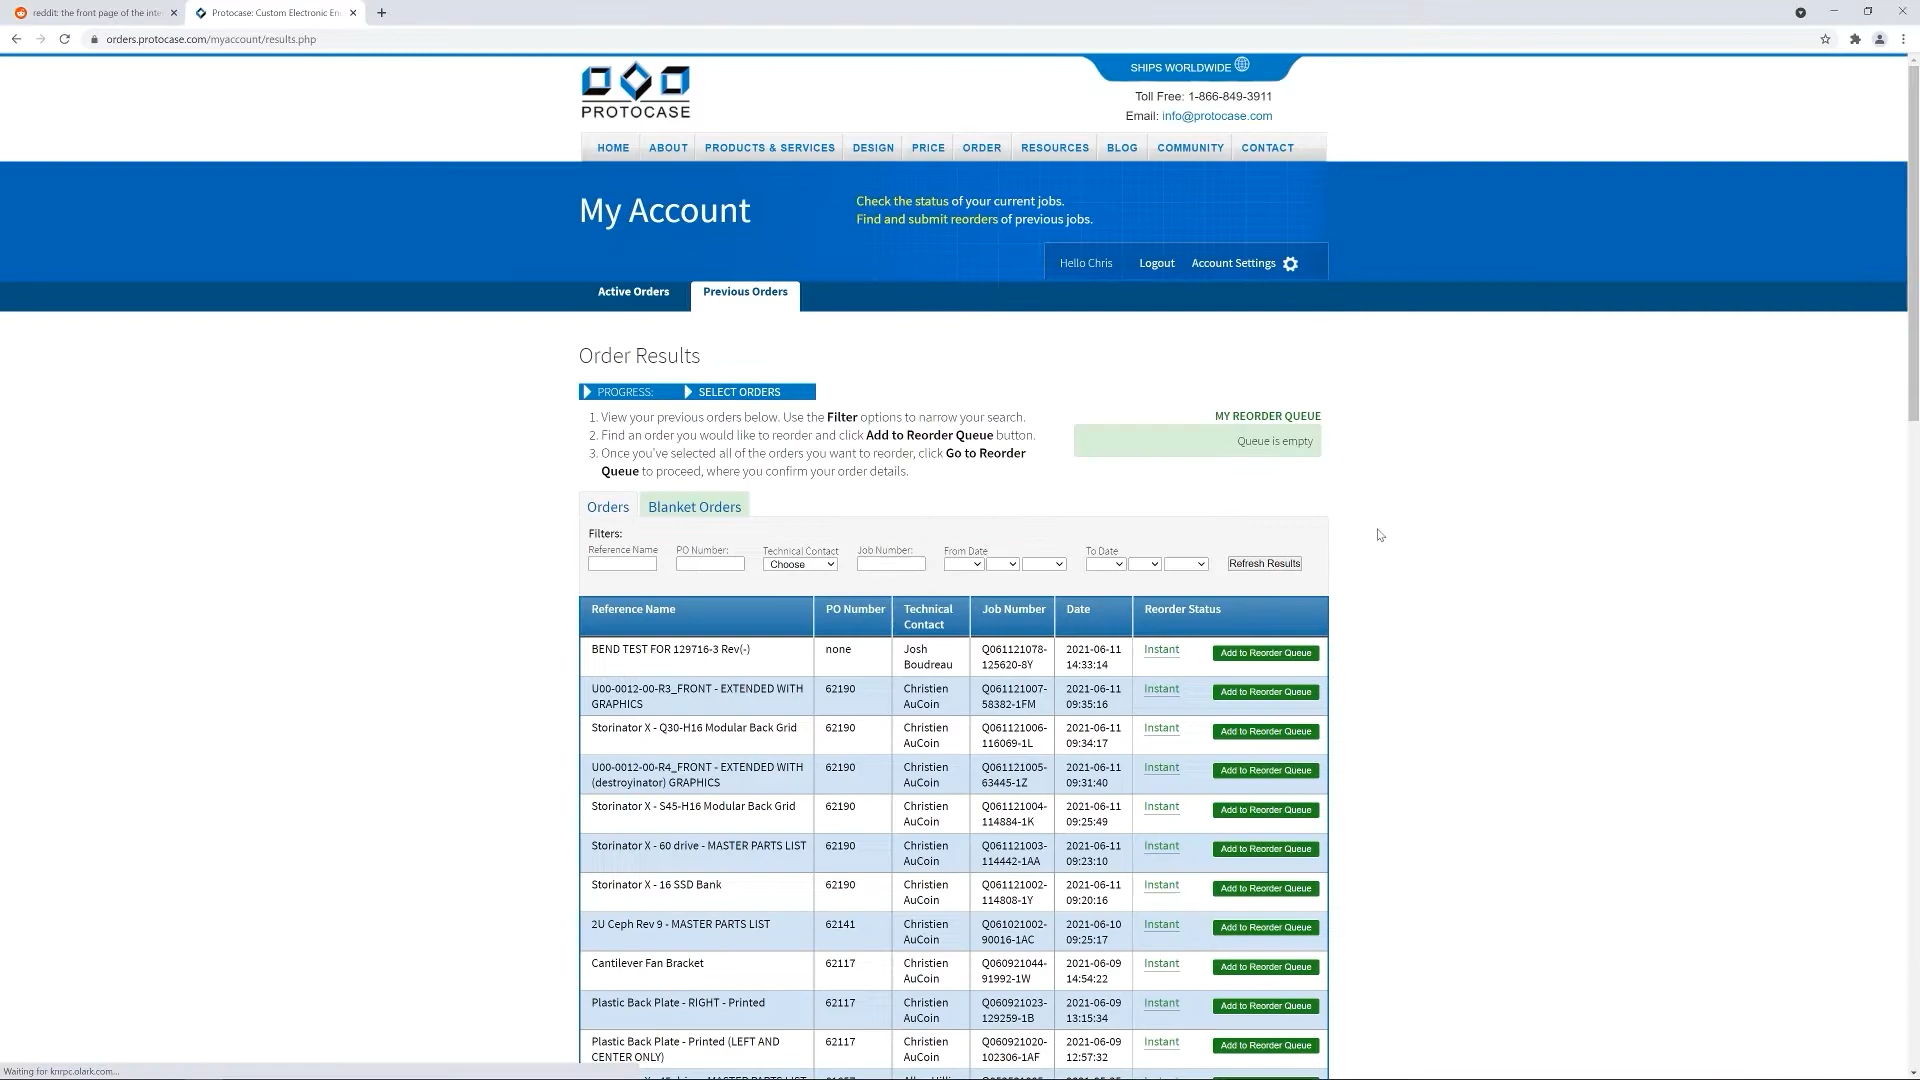 reddit: the front page of the inte
Protocase: Custom Electronic En
orders.protocase.com/myaccount/results.php
PROTOCASE
SHIPS WORLDWIDE
Toll Free: 1-866-849-3911
Email: info@protocase.com
HOME ABOUT PRODUCTS & SERVICES DESIGN PRICE ORDER RESOURCES BLOG COMMUNITY CONTACT
My Account
Check the status of your current jobs.
Find and submit reorders of previous jobs.
Hello Chris Logout Account Settings
Active Orders Previous Orders
Order Results
PROGRESS: SELECT ORDERS
1. View your previous orders below. Use the Filter options to narrow your search.
2. Find an order you would like to reorder and click Add to Reorder Queue button.
3. Once you've selected all of the orders you want to reorder, click Go to Reorder
Queue to proceed, where you confirm your order details.
MY REORDER QUEUE
Queue is empty
Orders Blanket Orders
Filters:
Reference Name PO Number: Technical Contact Job Number: From Date To Date
Choose Refresh Results
Reference Name PO Number Technical Job Number Date Reorder Status
Contact
BEND TEST FOR 129716-3 Rev(-) none Josh Q061121078- 2021-06-11 Instant Add to Reorder Queue
Boudreau 125620-8Y 14:33:14
U00-0012-00-R3_FRONT - EXTENDED WITH 62190 Christien Q061121007- 2021-06-11 Instant Add to Reorder Queue
GRAPHICS AuCoin 58382-1FM 09:35:16
Storinator X - Q30-H16 Modular Back Grid 62190 Christien Q061121006- 2021-06-11 Instant Add to Reorder Queue
AuCoin 116069-1L 09:34:17
U00-0012-00-R4_FRONT - EXTENDED WITH 62190 Christien Q061121005- 2021-06-11 Instant Add to Reorder Queue
(destroyinator) GRAPHICS AuCoin 63445-1Z 09:31:40
Storinator X - S45-H16 Modular Back Grid 62190 Christien Q061121004- 2021-06-11 Instant Add to Reorder Queue
AuCoin 114884-1K 09:25:49
Storinator X - 60 drive - MASTER PARTS LIST 62190 Christien Q061121003- 2021-06-11 Instant Add to Reorder Queue
AuCoin 114442-1AA 09:23:10
Storinator X - 16 SSD Bank 62190 Christien Q061121002- 2021-06-11 Instant Add to Reorder Queue
AuCoin 114808-1Y 09:20:16
2U Ceph Rev 9 - MASTER PARTS LIST 62141 Christien Q061021002- 2021-06-10 Instant Add to Reorder Queue
AuCoin 90016-1AC 09:25:17
Cantilever Fan Bracket 62117 Christien Q060921044- 2021-06-09 Instant Add to Reorder Queue
AuCoin 91992-1W 14:54:22
Plastic Back Plate - RIGHT - Printed 62117 Christien Q060921023- 2021-06-09 Instant Add to Reorder Queue
AuCoin 129259-1B 13:15:34
Plastic Back Plate - Printed (LEFT AND 62117 Christien Q060921020- 2021-06-09 Instant Add to Reorder Queue
CENTER ONLY) AuCoin 102306-1AF 12:57:32
Waiting for knrpc.olark.com...